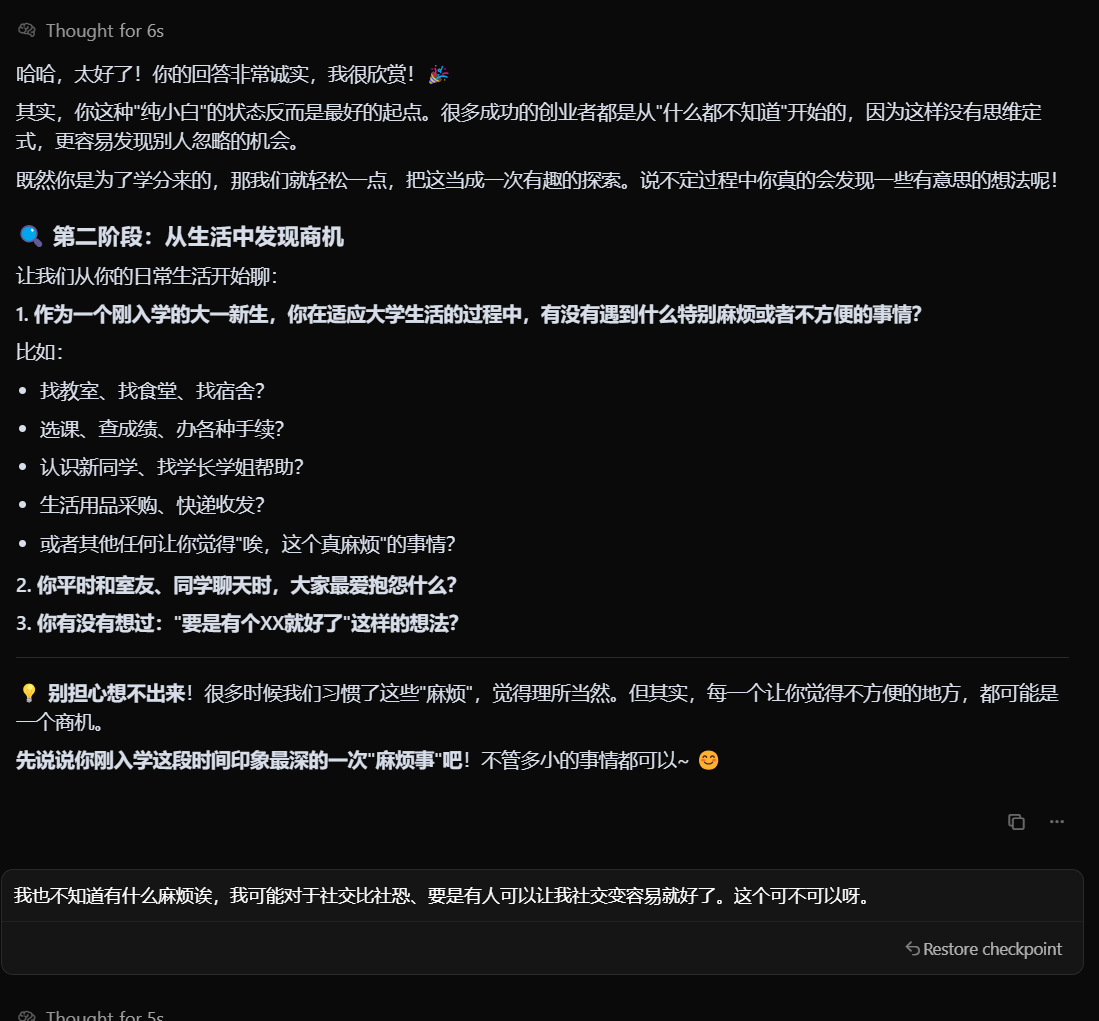 Thought for 6s
哈哈，太好了！你的回答非常诚实，我很欣赏！🎉
其实，你这种"纯小白"的状态反而是最好的起点。很多成功的创业者都是从"什么都不知道"开始的，因为这样没有思维定
式，更容易发现别人忽略的机会。
既然你是为了学分来的，那我们就轻松一点，把这当成一次有趣的探索。说不定过程中你真的会发现一些有意思的想法呢！
🔍 第二阶段：从生活中发现商机
让我们从你的日常生活开始聊：
1. 作为一个刚入学的大一新生，你在适应大学生活的过程中，有没有遇到什么特别麻烦或者不方便的事情？
比如：
• 找教室、找食堂、找宿舍？
• 选课、查成绩、办各种手续？
• 认识新同学、找学长学姐帮助？
• 生活用品采购、快递收发？
• 或者其他任何让你觉得"唉，这个真麻烦"的事情？
2. 你平时和室友、同学聊天时，大家最爱抱怨什么？
3. 你有没有想过："要是有个XX就好了"这样的想法？
💡 别担心想不出来！很多时候我们习惯了这些"麻烦"，觉得理所当然。但其实，每一个让你觉得不方便的地方，都可能是
一个商机。
先说说你刚入学这段时间印象最深的一次"麻烦事"吧！不管多小的事情都可以~ 😊
我也不知道有什么麻烦诶，我可能对于社交比社恐、要是有人可以让我社交变容易就好了。这个可不可以呀。
Restore checkpoint
Thought for 5s